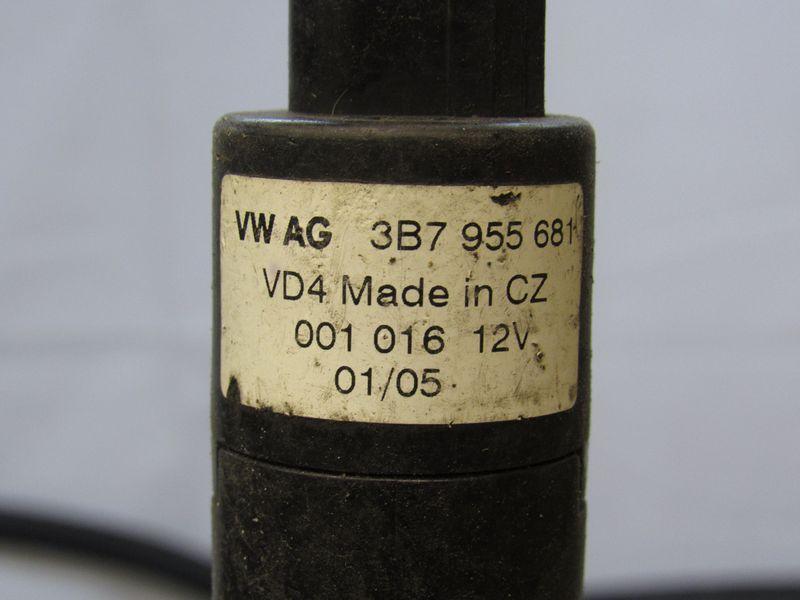 VW AG 3B7 955 681
VD4 Made in CZ
001 016 12V
01/05